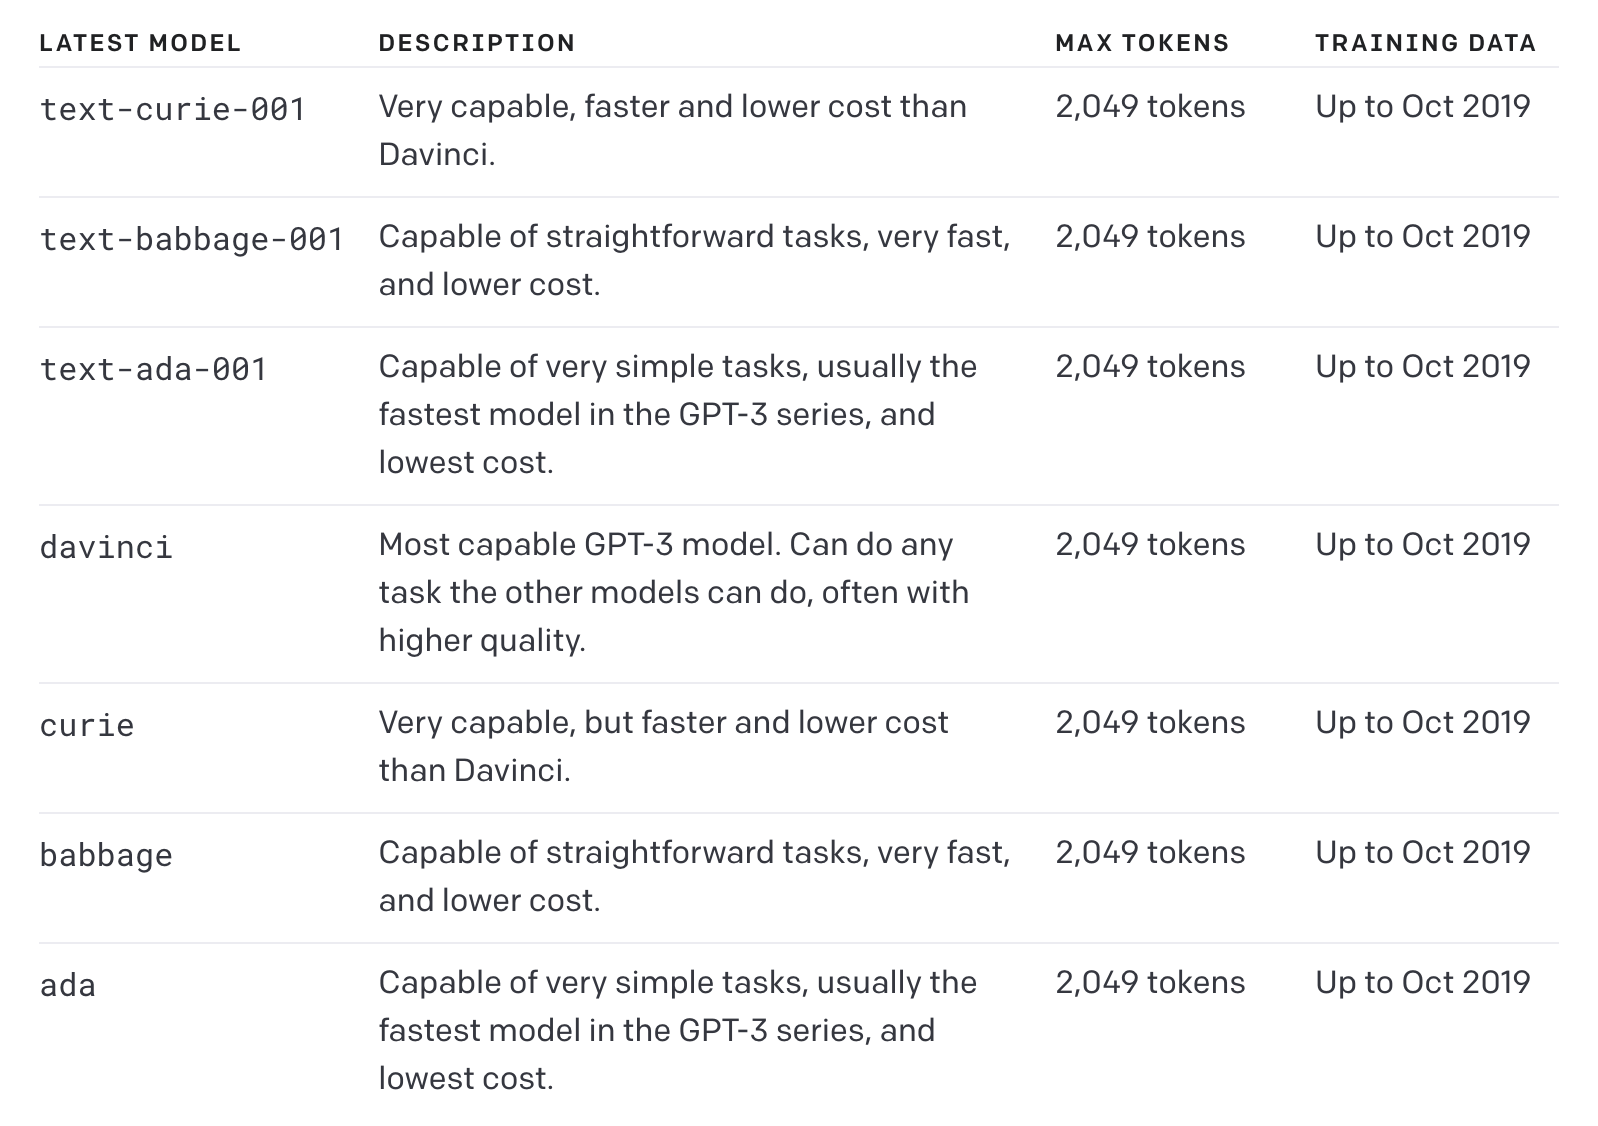 LATEST MODEL DESCRIPTION MAX TOKENS TRAINING DATA
text-curie-001 Very capable, faster and lower cost than 2,049 tokens Up to Oct 2019
Davinci.
text-babbage-001 Capable of straightforward tasks, very fast, 2,049 tokens Up to Oct 2019
and lower cost.
text-ada-001 Capable of very simple tasks, usually the 2,049 tokens Up to Oct 2019
fastest model in the GPT-3 series, and
lowest cost.
davinci Most capable GPT-3 model. Can do any 2,049 tokens Up to Oct 2019
task the other models can do, often with
higher quality.
curie Very capable, but faster and lower cost 2,049 tokens Up to Oct 2019
than Davinci.
babbage Capable of straightforward tasks, very fast, 2,049 tokens Up to Oct 2019
and lower cost.
ada Capable of very simple tasks, usually the 2,049 tokens Up to Oct 2019
fastest model in the GPT-3 series, and
lowest cost.